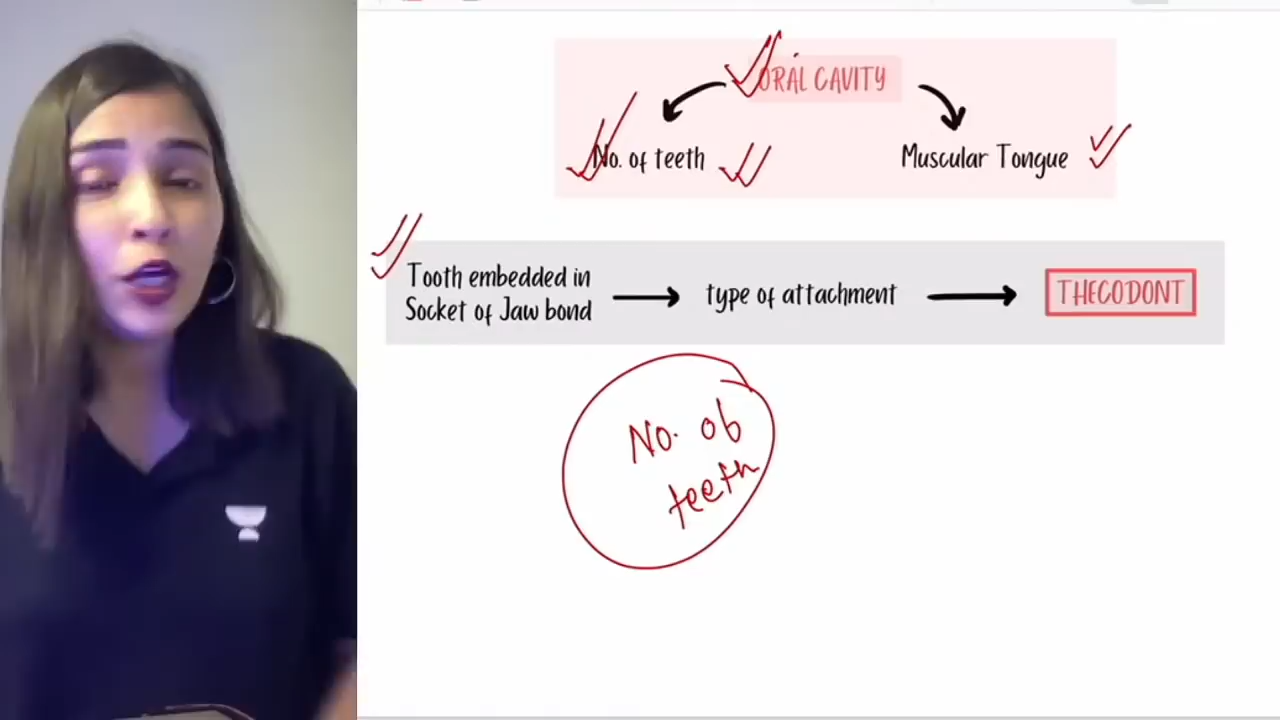 ORAL CAVITY
No. of teeth
Muscular Tongue
Tooth embedded in
Socket of Jaw bond
type of attachment
THECODONT
No. of
teeth